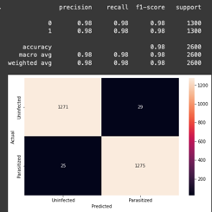 precision recall f1-score support
0 0.98 0.98 0.98 1300
1 0.98 0.98 0.98 1300
accuracy 0.98 2600
macro avg 0.98 0.98 0.98 2600
weighted avg 0.98 0.98 0.98 2600
1271 29
25 1275
Actual
Uninfected
Parasitized
Uninfected Parasitized
Predicted
1200
1000
800
600
400
200